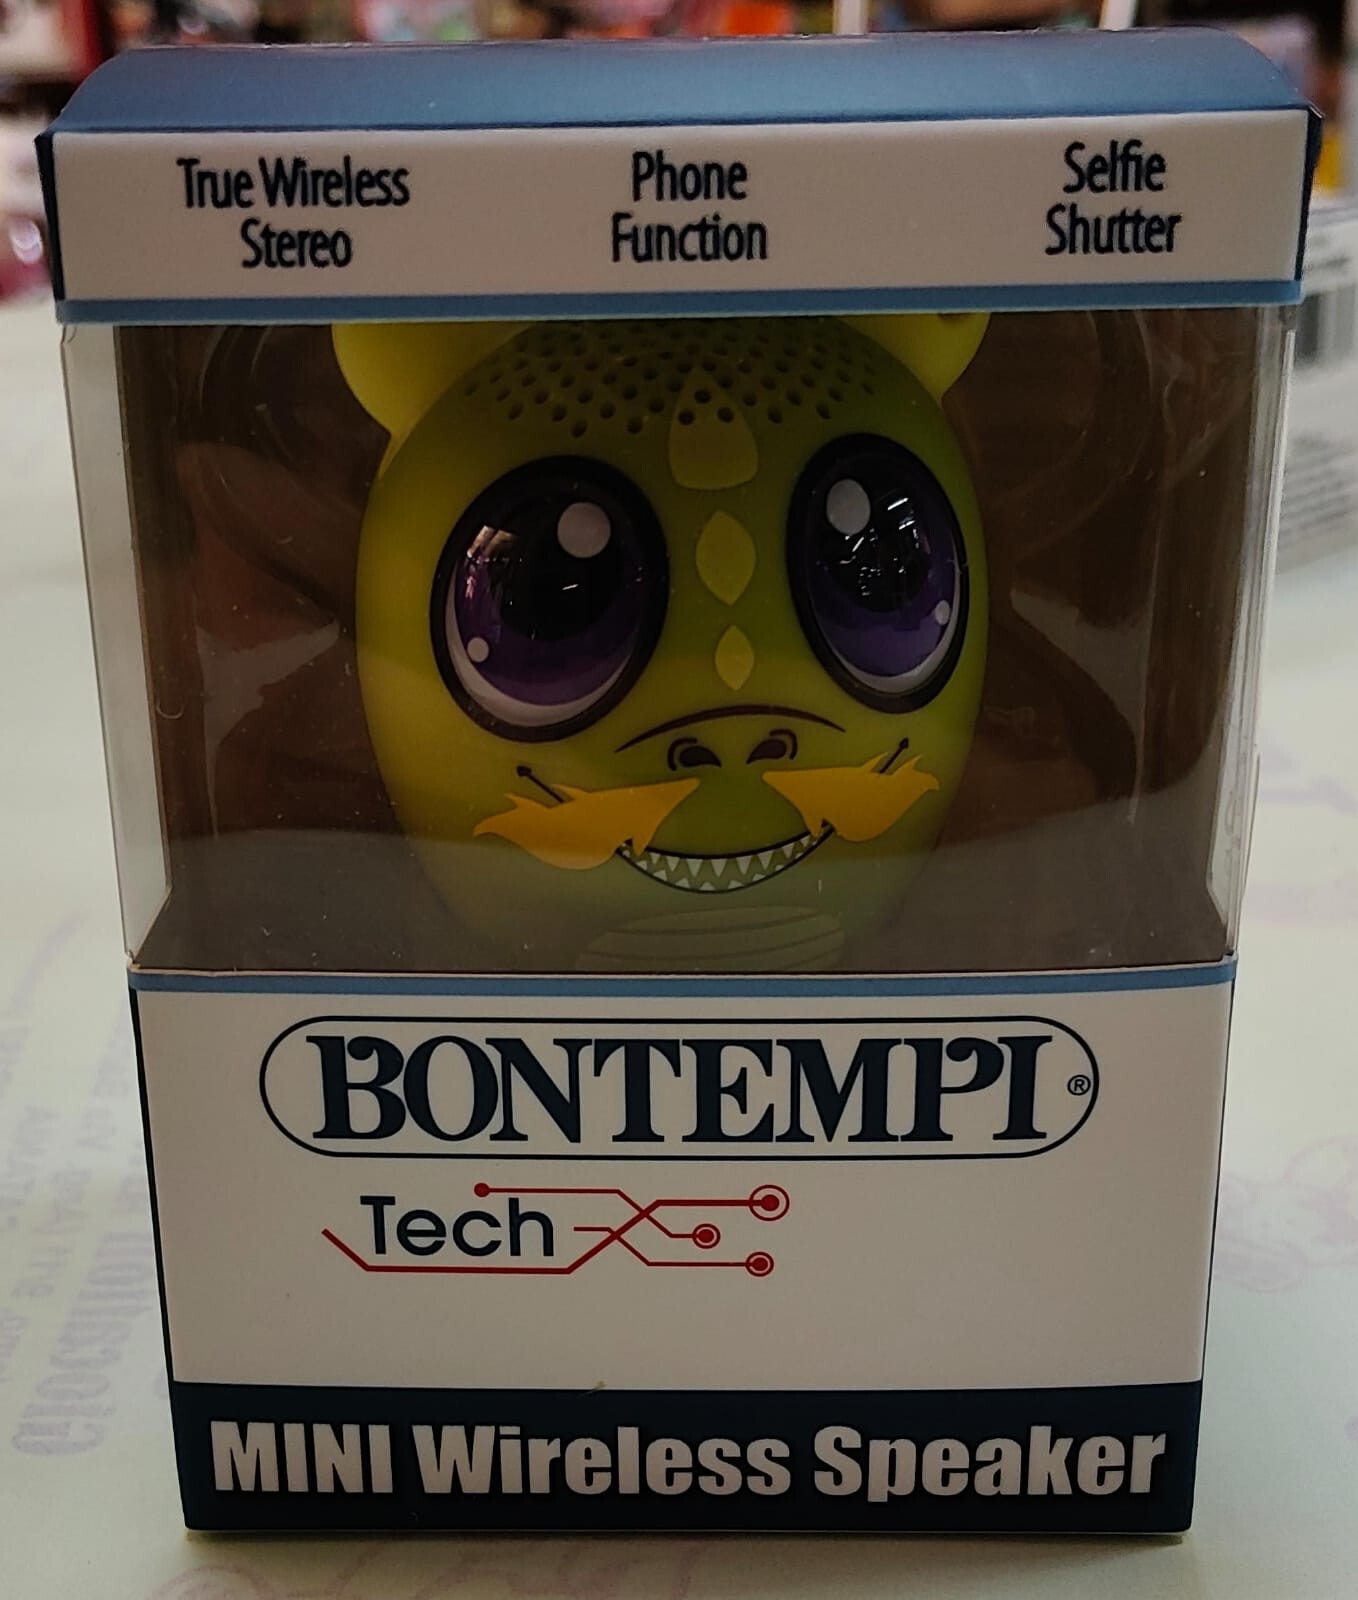 True Wireless
Stereo
Phone
Function
Selfie
Shutter
BONTEMPI®
Tech
MINI Wireless Speaker